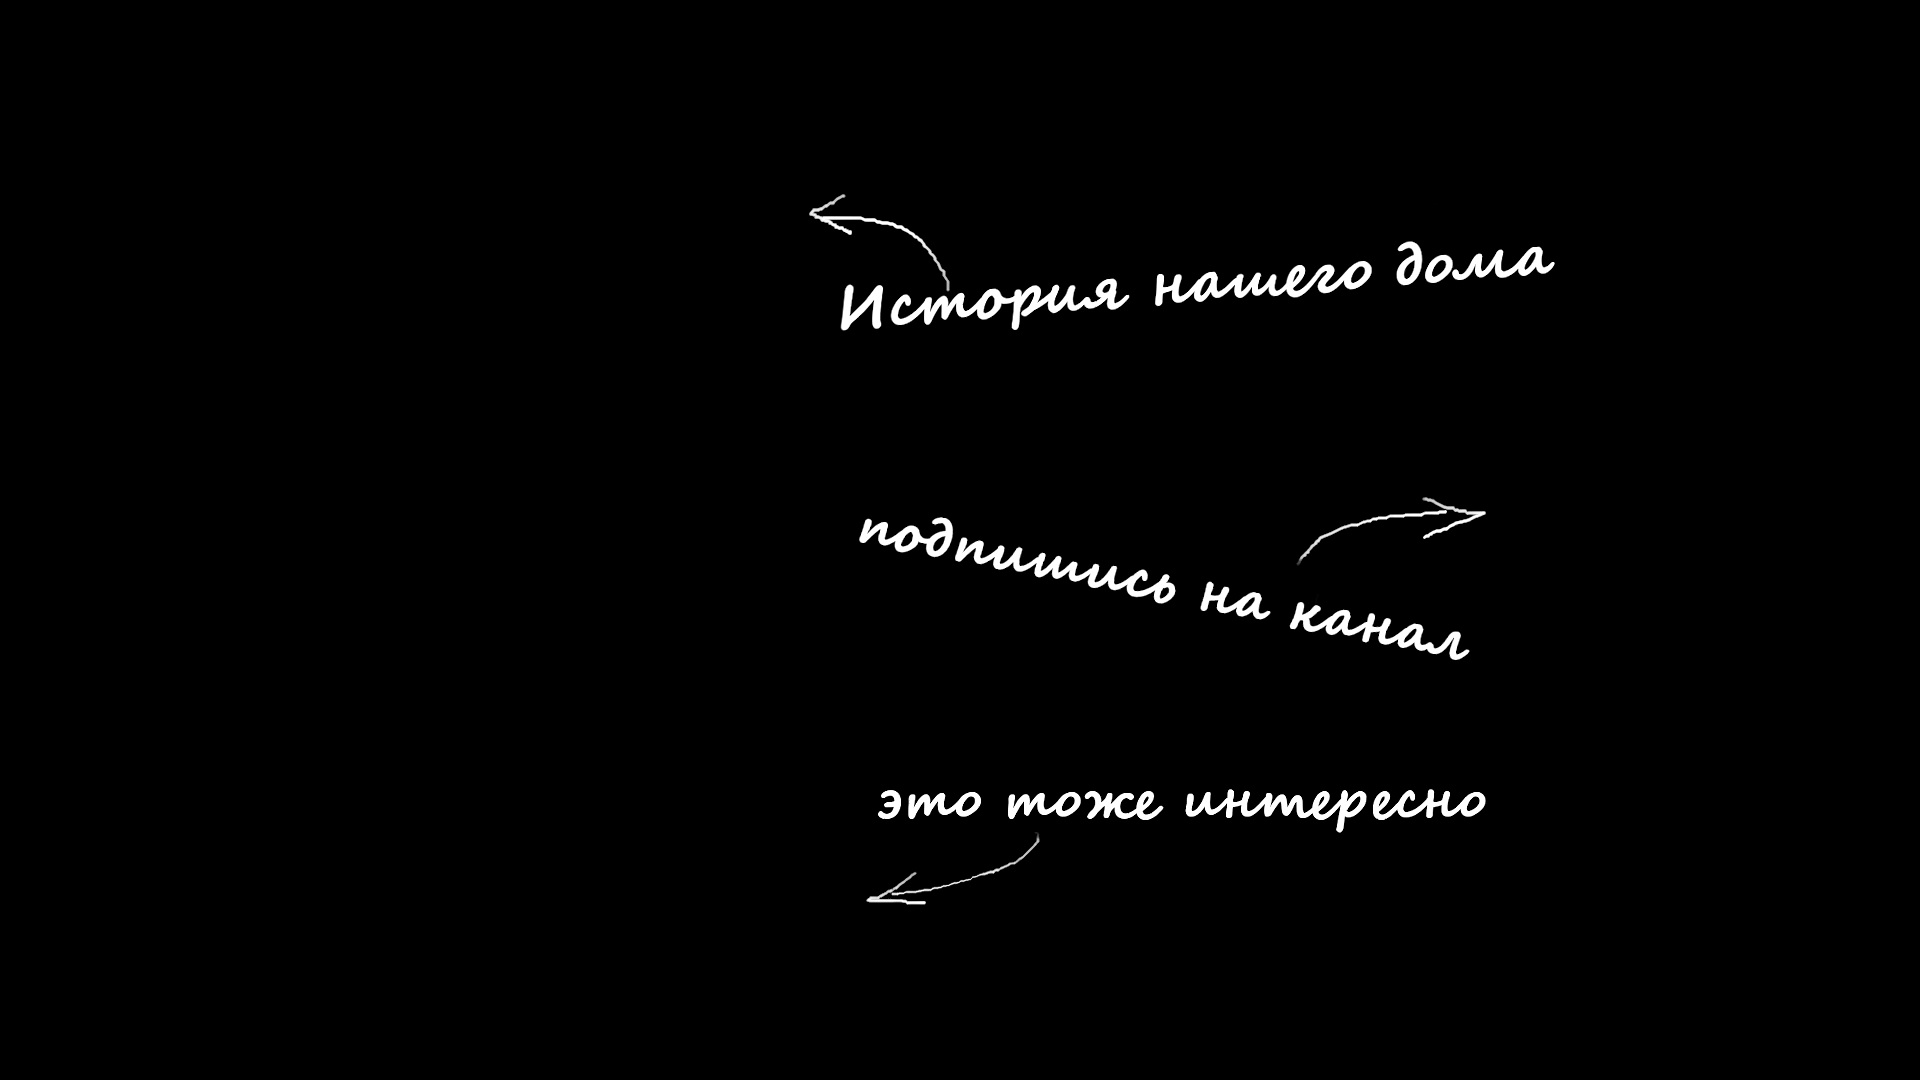 История нашего дома
подпишись на канал
это тоже интересно